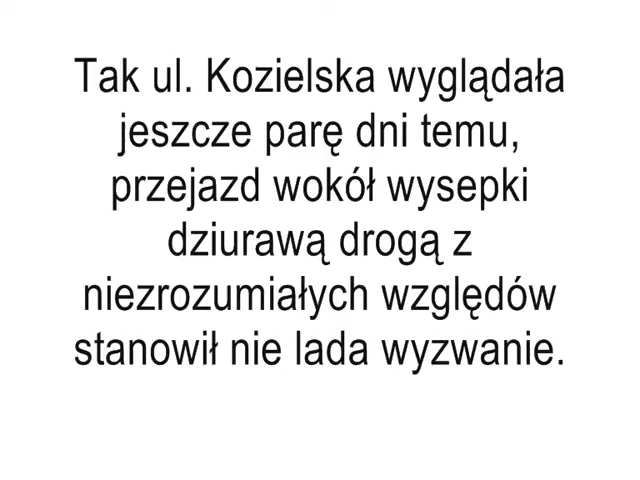 Tak ul. Kozielska wyglądała
jeszcze parę dni temu,
przejazd wokół wysepki
dziurawą drogą z
niezrozumiałych względów
stanowił nie lada wyzwanie.